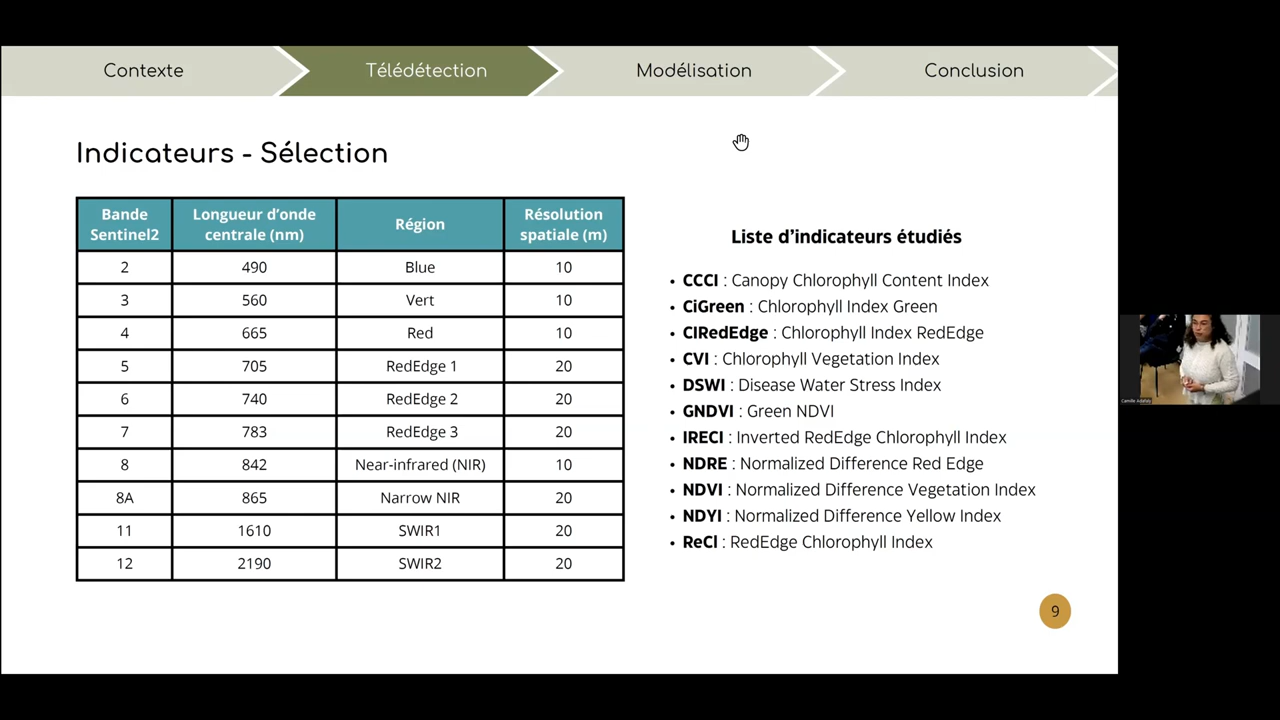 Contexte
Télédétection
Modélisation
Conclusion
Indicateurs - Sélection
Bande Sentinel2 | Longueur d'onde centrale (nm) | Région | Résolution spatiale (m)
2 | 490 | Blue | 10
3 | 560 | Vert | 10
4 | 665 | Red | 10
5 | 705 | RedEdge 1 | 20
6 | 740 | RedEdge 2 | 20
7 | 783 | RedEdge 3 | 20
8 | 842 | Near-infrared (NIR) | 10
8A | 865 | Narrow NIR | 20
11 | 1610 | SWIR1 | 20
12 | 2190 | SWIR2 | 20
Liste d'indicateurs étudiés
• CCCI : Canopy Chlorophyll Content Index
• CiGreen : Chlorophyll Index Green
• CIRedEdge : Chlorophyll Index RedEdge
• CVI : Chlorophyll Vegetation Index
• DSWI : Disease Water Stress Index
• GNDVI : Green NDVI
• IRECI : Inverted RedEdge Chlorophyll Index
• NDRE : Normalized Difference Red Edge
• NDVI : Normalized Difference Vegetation Index
• NDYI : Normalized Difference Yellow Index
• ReCl : RedEdge Chlorophyll Index
9
Camille